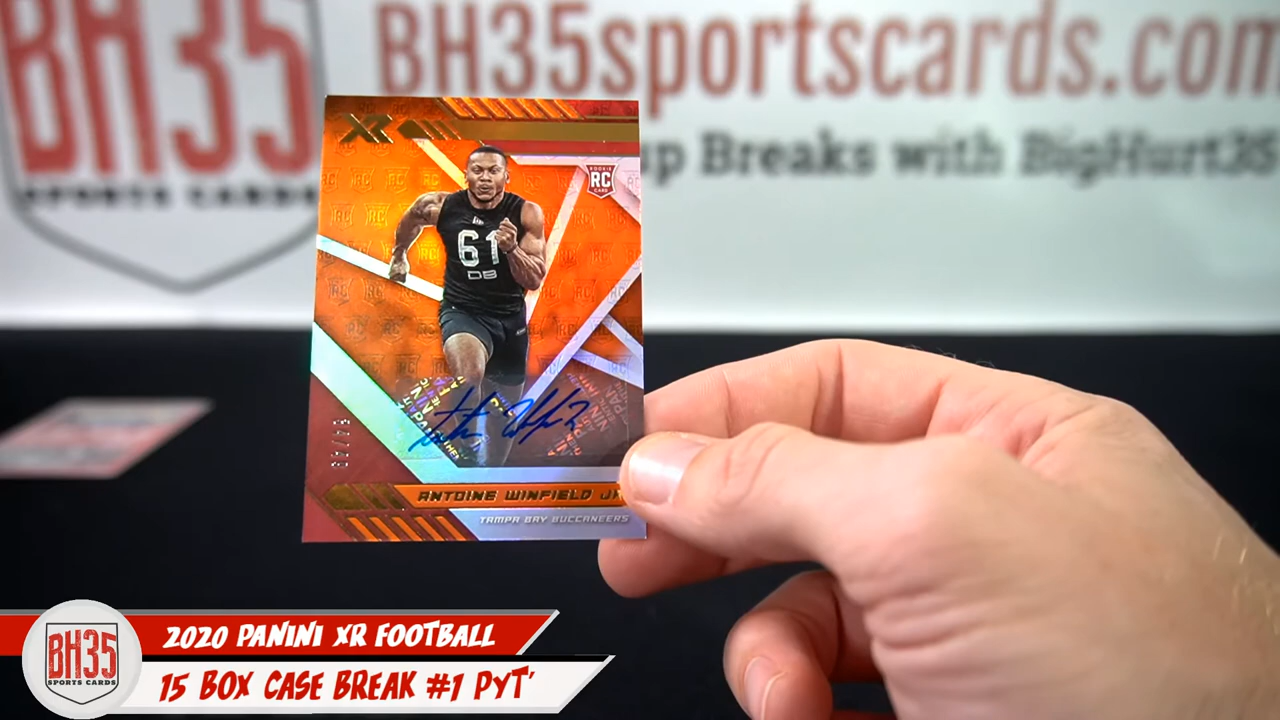 BH35
SPORTS CARDS
BH35sportscards.com
up Breaks with BigHurt35
XR
ROOKIE
RC
CARD
61
DB
ANTOINE WINFIELD JR
TAMPA BAY BUCCANEERS
BH35
SPORTS CARDS
2020 PANINI XR FOOTBALL
15 BOX CASE BREAK #1 PYT'